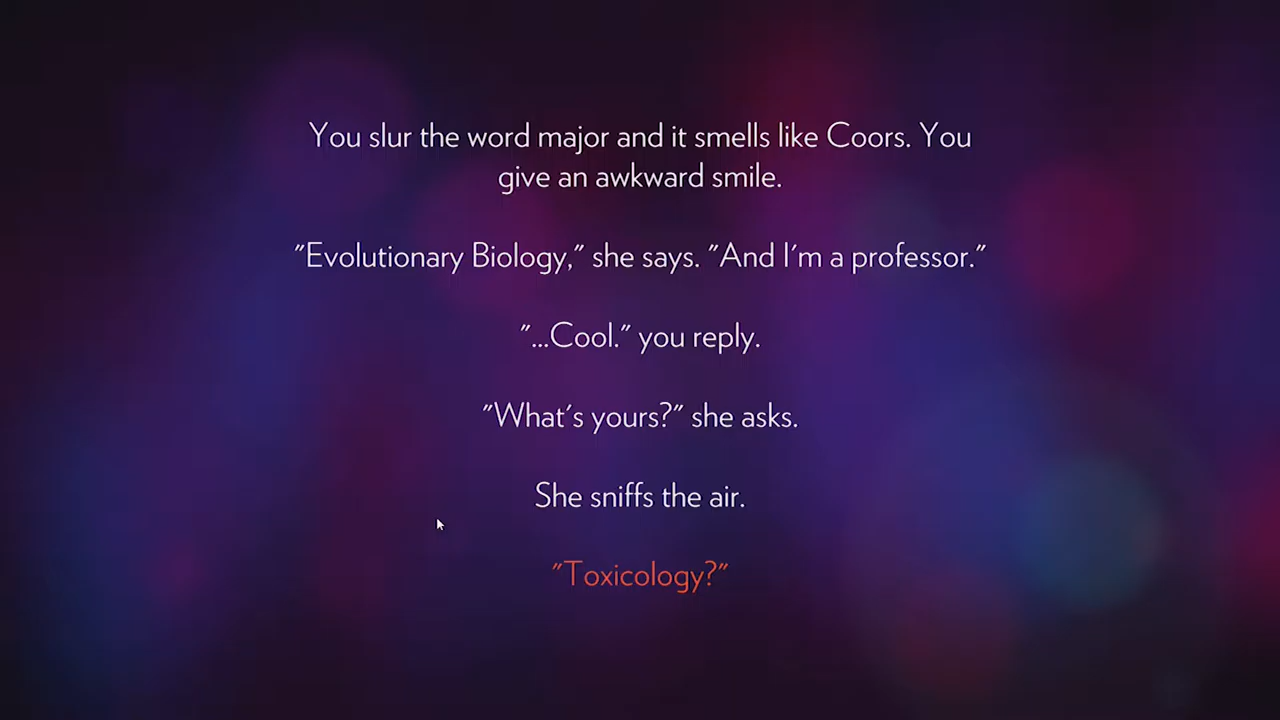 You slur the word major and it smells like Coors. You
give an awkward smile.
"Evolutionary Biology," she says. "And I'm a professor."
"...Cool." you reply.
"What's yours?" she asks.
She sniffs the air.
"Toxicology?"